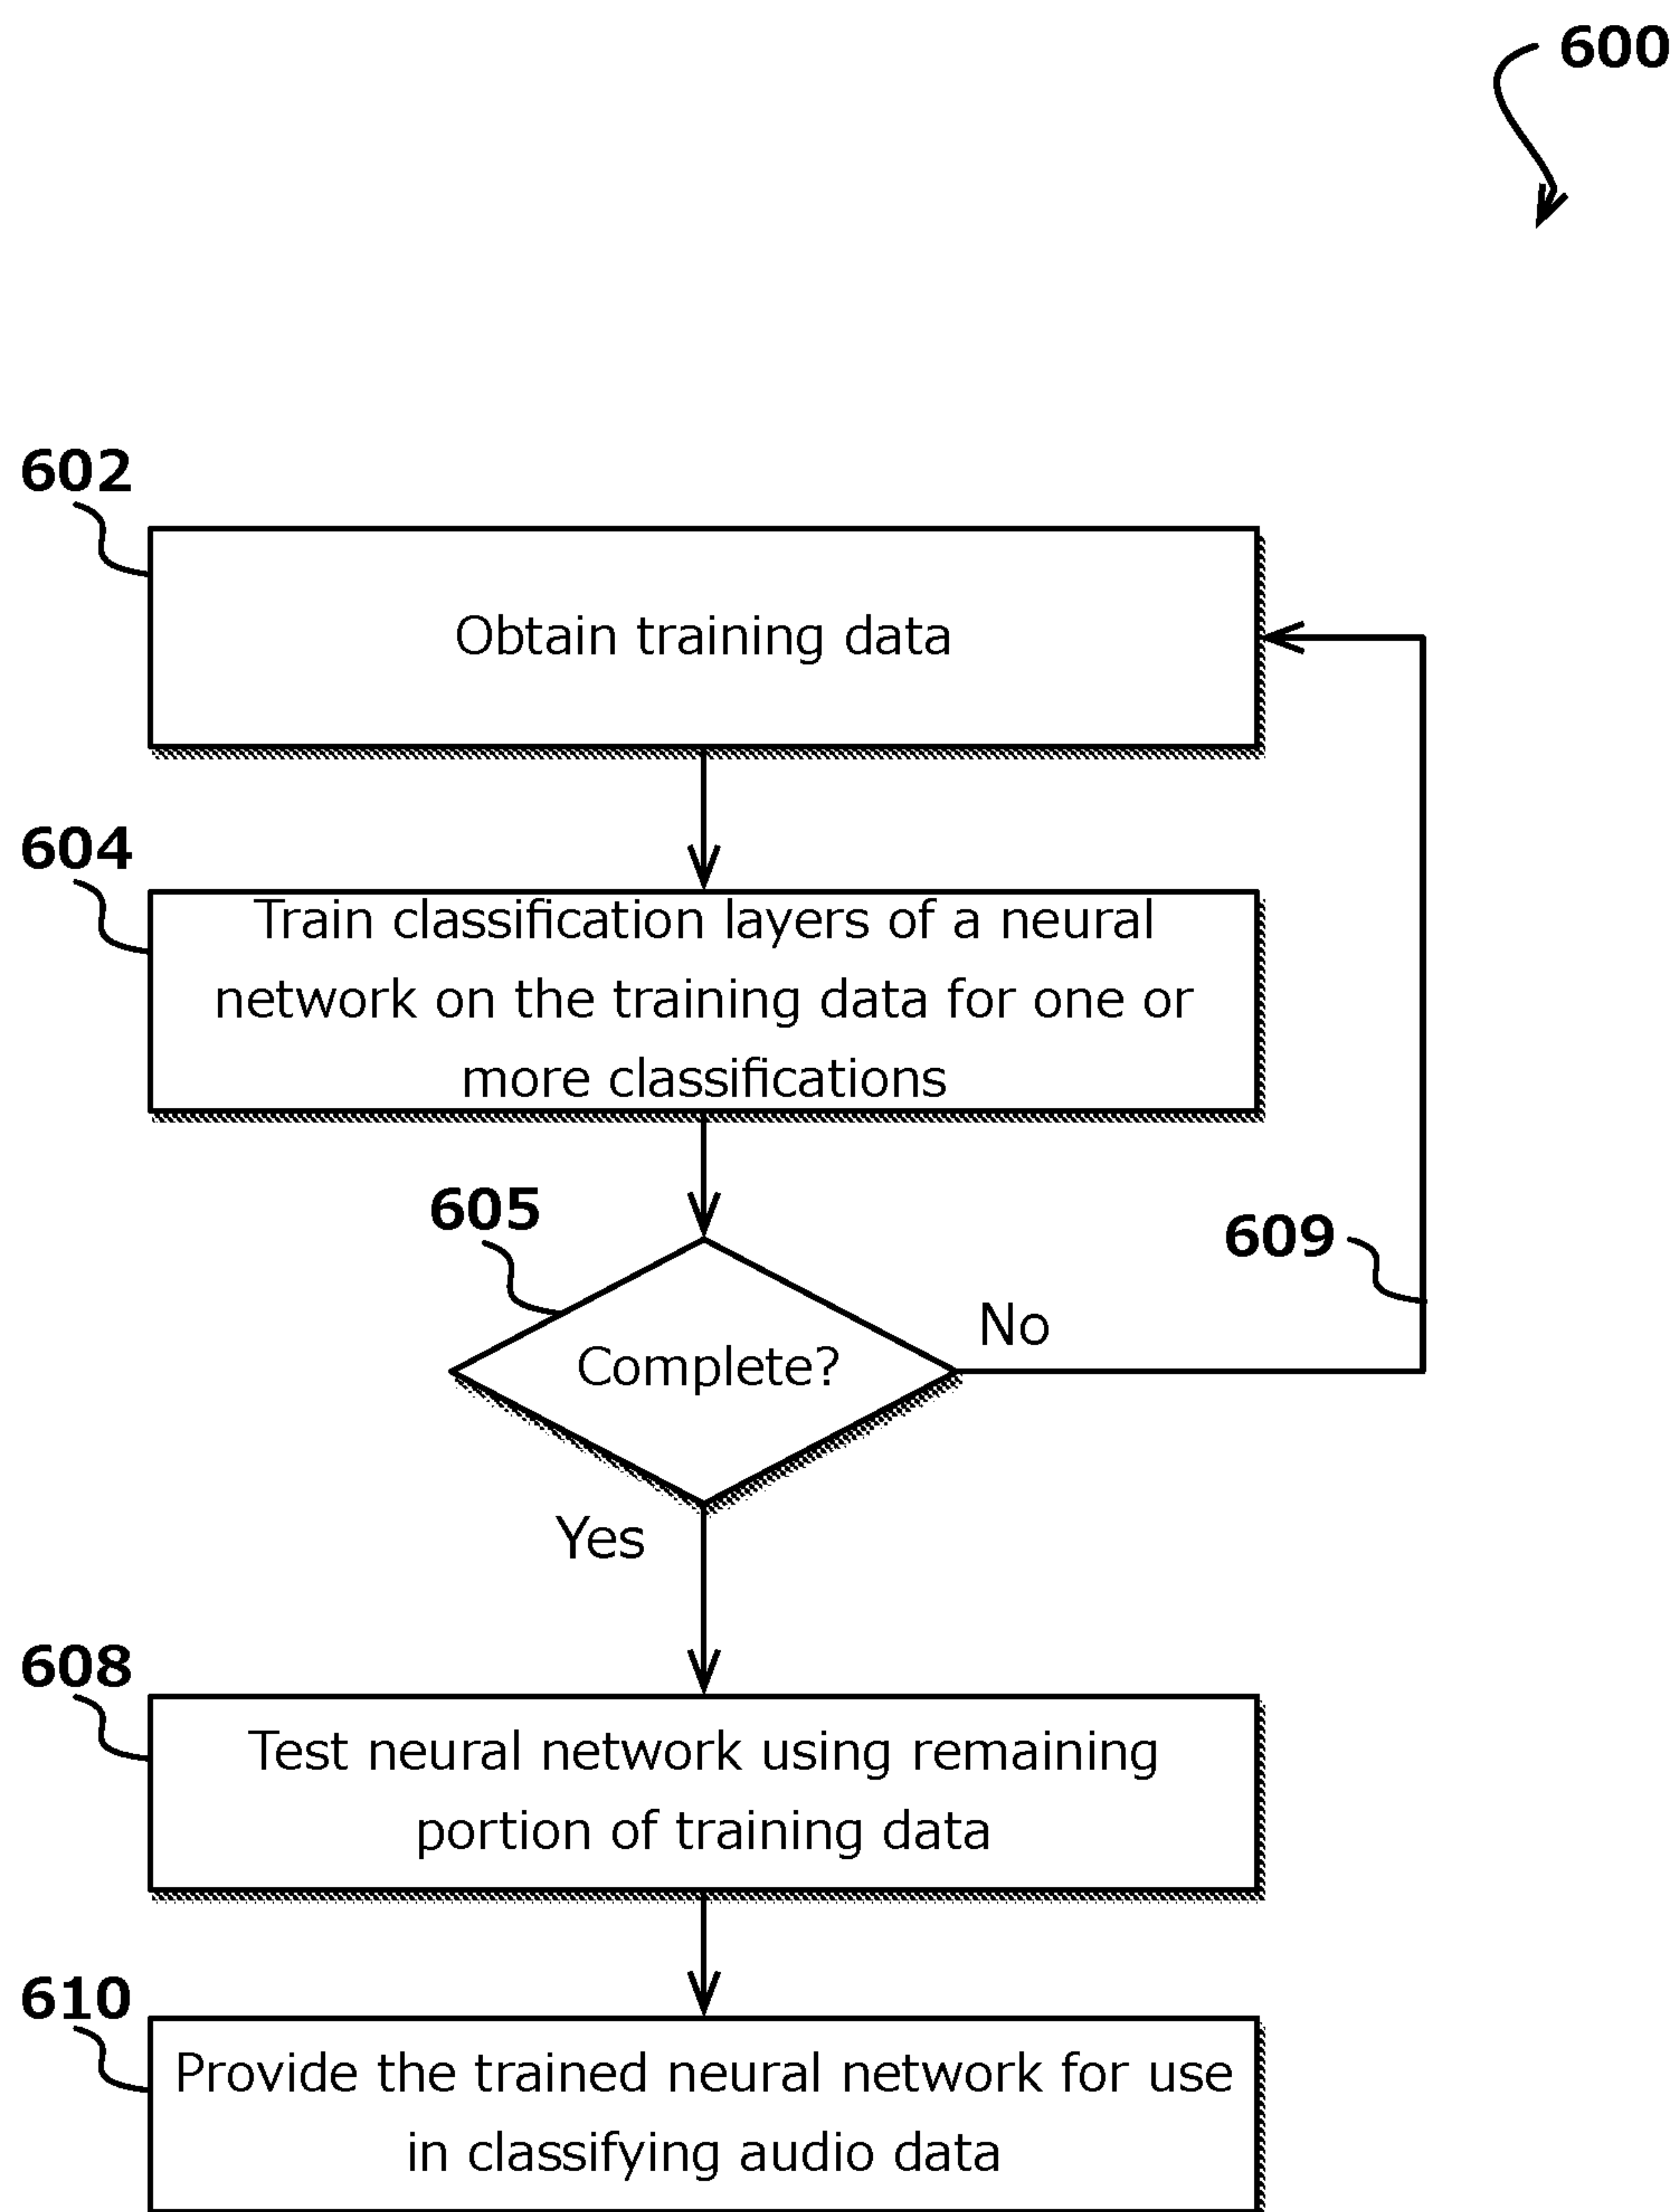 600
602
Obtain training data
604
Train classification layers of a neural
network on the training data for one or
more classifications
605
609
No
Complete?
Yes
608
Test neural network using remaining
portion of training data
610
Provide the trained neural network for use
in classifying audio data